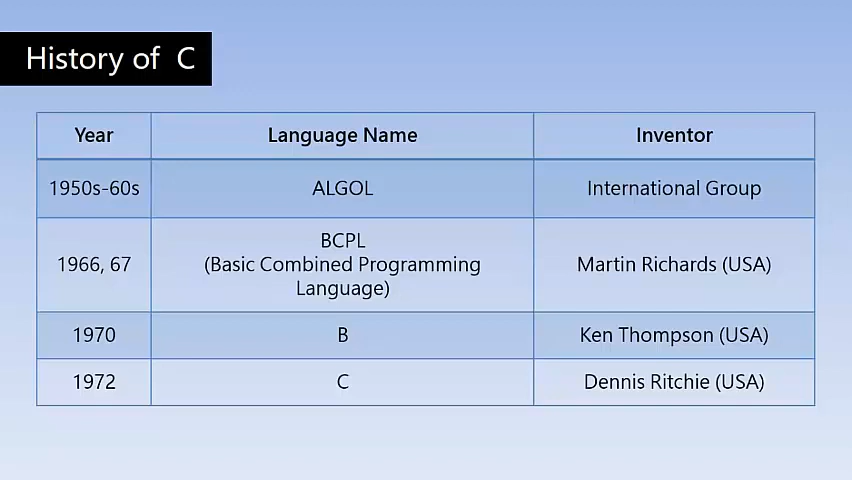 History of C
Year Language Name Inventor
1950s-60s ALGOL International Group
BCPL
1966, 67 (Basic Combined Programming Martin Richards (USA)
Language)
1970 B Ken Thompson (USA)
1972 C Dennis Ritchie (USA)